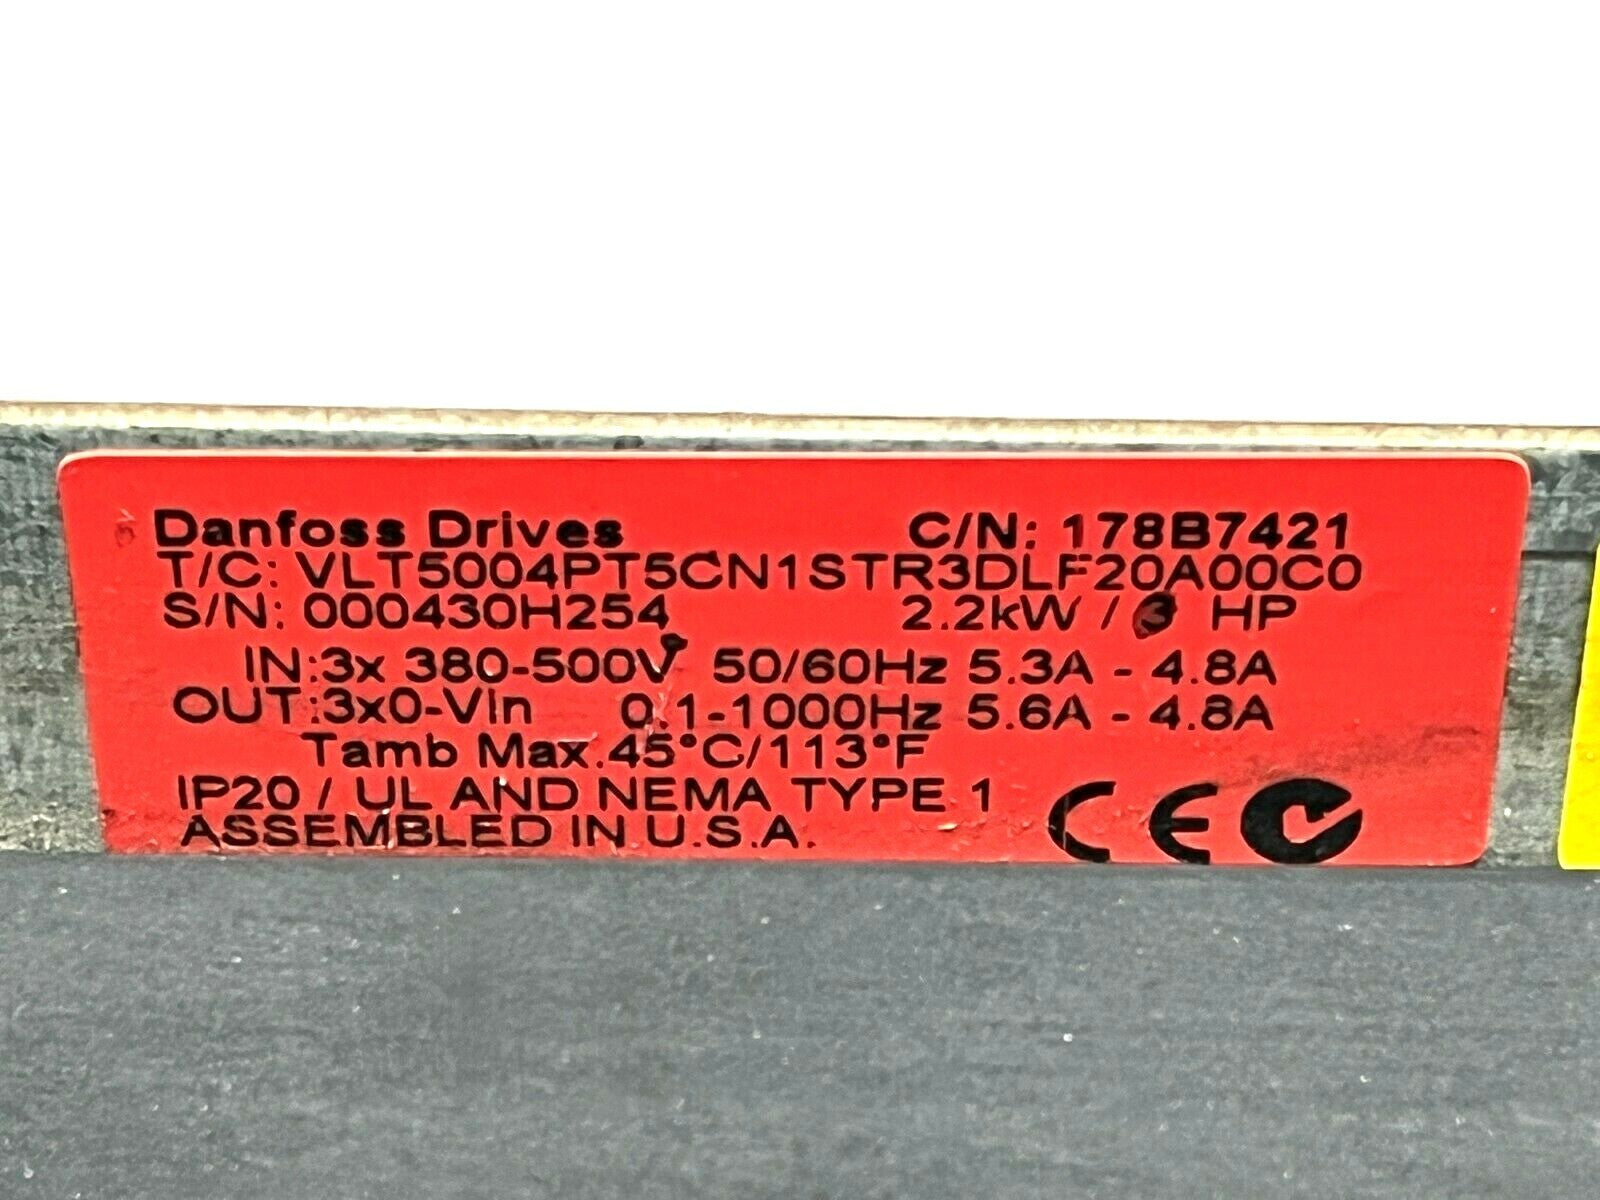 Danfoss Drives C/N: 178B7421
T/C: VLT5004PT5CN1STR3DLF20A00C0
S/N: 000430H254 2.2kW / 3 HP
IN:3x 380-500V 50/60Hz 5.3A - 4.8A
OUT:3x0-Vin 0.1-1000Hz 5.6A - 4.8A
Tamb Max.45°C/113°F
IP20 / UL AND NEMA TYPE 1
ASSEMBLED IN U.S.A. CE